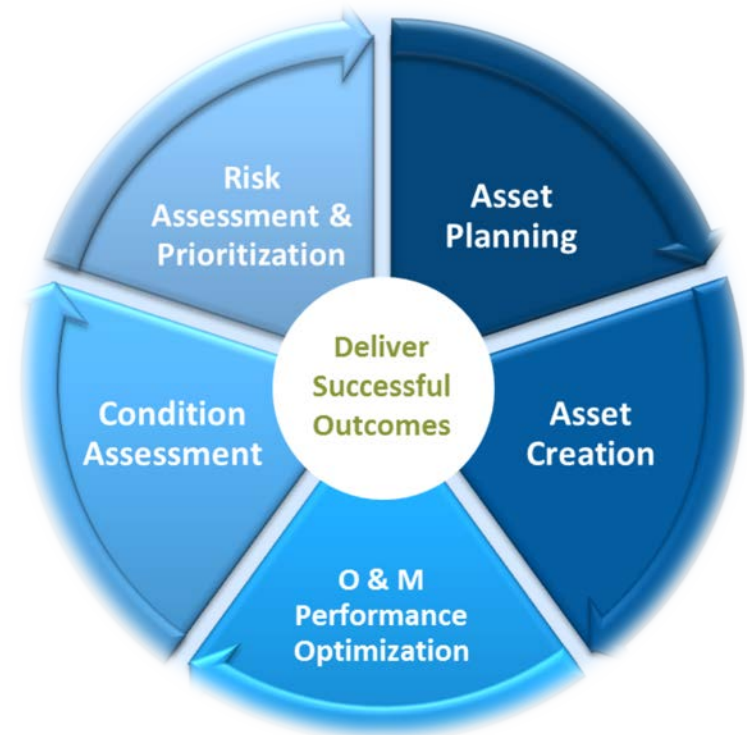 Risk
Assessment &
Prioritization
Asset
Planning
Deliver
Successful
Outcomes
Condition
Assessment
Asset
Creation
O & M
Performance
Optimization